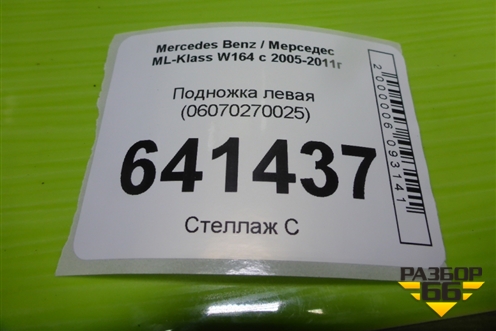 Mercedes Benz / Мерседес
ML-Klass W164 с 2005-2011г
Подножка левая
(06070270025)
641437
Стеллаж С
2000006093141
РАЗБОР
66